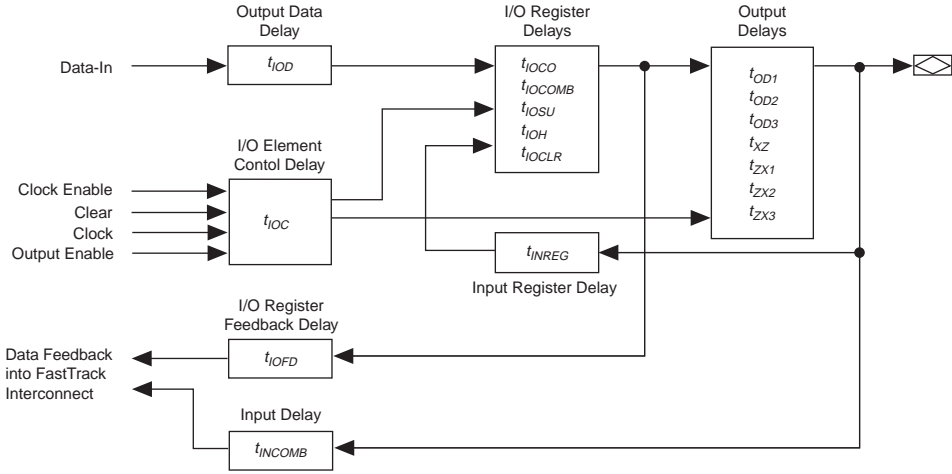 Output Data
Delay
I/O Register
Delays
Output
Delays
Data-In
tIOD
tIOCO
tIOCOMB
tIOSU
tIOH
tIOCLR
tOD1
tOD2
tOD3
tXZ
tZX1
tZX2
tZX3
I/O Element
Contol Delay
Clock Enable
Clear
Clock
Output Enable
tIOC
tINREG
Input Register Delay
I/O Register
Feedback Delay
Data Feedback
into FastTrack
Interconnect
tIOFD
Input Delay
tINCOMB